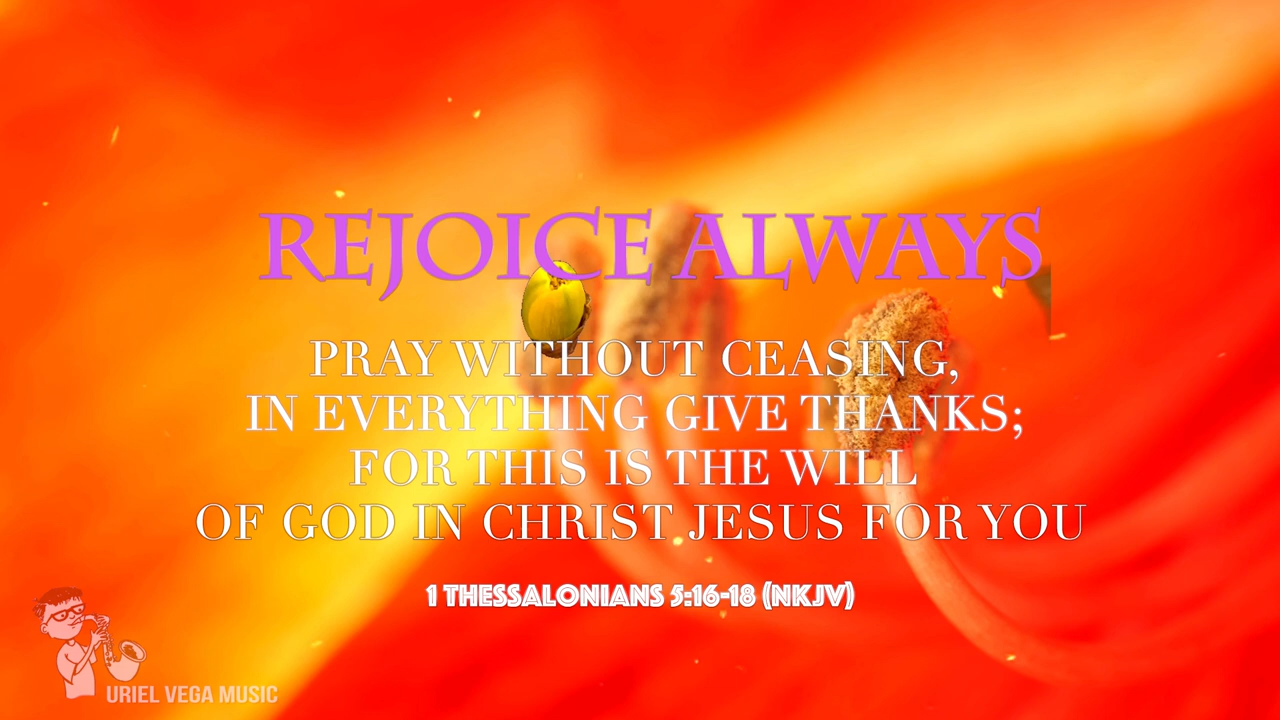 REJOICE ALWAYS
PRAY WITHOUT CEASING,
IN EVERYTHING GIVE THANKS;
FOR THIS IS THE WILL
OF GOD IN CHRIST JESUS FOR YOU
1 THESSALONIANS 5:16-18 (NKJV)
URIEL VEGA MUSIC